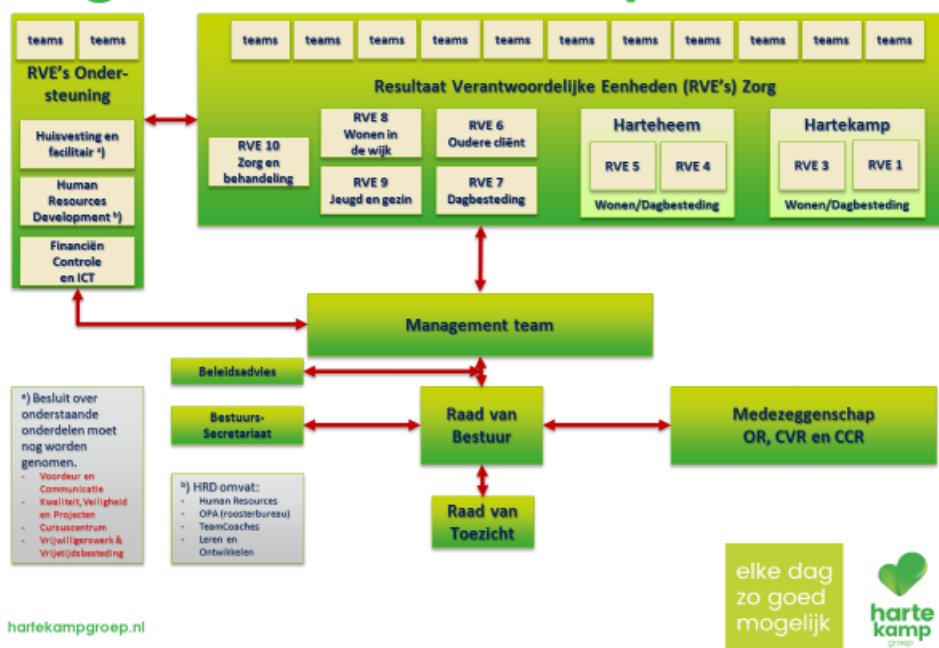 teams
teams
RVE's Onder-
steuning
Huisvesting en
facilitair ᵃ)
Human
Resources
Development ᵇ)
Financiën
Controle
en ICT
teams
teams
teams
teams
teams
teams
teams
teams
teams
teams
teams
Resultaat Verantwoordelijke Eenheden (RVE's) Zorg
RVE 10
Zorg en
behandeling
RVE 8
Wonen in
de wijk
RVE 9
Jeugd en gezin
RVE 6
Oudere cliënt
RVE 7
Dagbesteding
Harteheem
RVE 5
RVE 4
Wonen/Dagbesteding
Hartekamp
RVE 3
RVE 1
Wonen/Dagbesteding
Management team
Beleidsadvies
Bestuurs-
Secretariaat
Raad van
Bestuur
Medezeggenschap
OR, CVR en CCR
Raad van
Toezicht
ᵃ) Besluit over
onderstaande
onderdelen moet
nog worden
genomen.
- Voordeur en
Communicatie
- Kwaliteit, Veiligheid
en Projecten
- Cursuscentrum
- Vrijwilligerswerk &
Vrijetijdsbesteding
ᵇ) HRD omvat:
- Human Resources
- OPA (roosterbureau)
- TeamCoaches
- Leren en
Ontwikkelen
elke dag
zo goed
mogelijk
harte
kamp
groep
hartekampgroep.nl